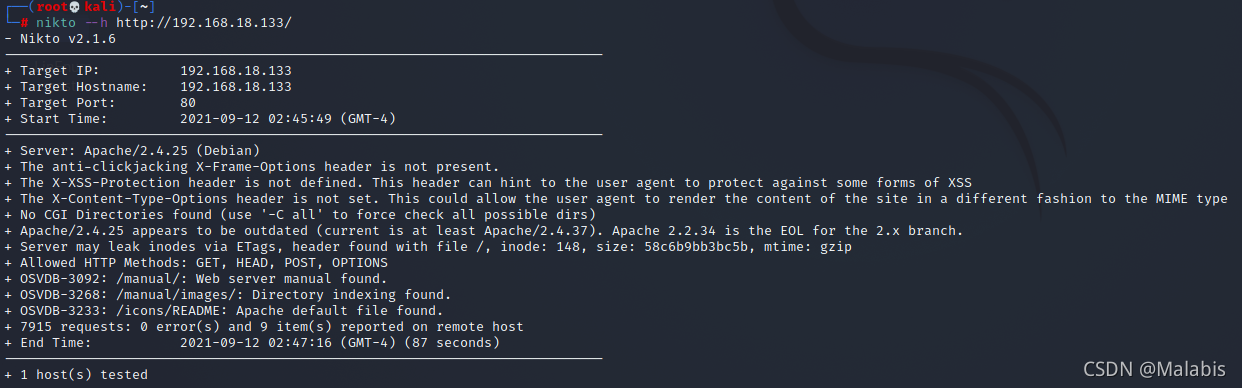 ┌──(root💀kali)-[~]
└─# nikto --h http://192.168.18.133/
- Nikto v2.1.6
---------------------------------------------------------------------------
+ Target IP:          192.168.18.133
+ Target Hostname:    192.168.18.133
+ Target Port:        80
+ Start Time:         2021-09-12 02:45:49 (GMT-4)
---------------------------------------------------------------------------
+ Server: Apache/2.4.25 (Debian)
+ The anti-clickjacking X-Frame-Options header is not present.
+ The X-XSS-Protection header is not defined. This header can hint to the user agent to protect against some forms of XSS
+ The X-Content-Type-Options header is not set. This could allow the user agent to render the content of the site in a different fashion to the MIME type
+ No CGI Directories found (use '-C all' to force check all possible dirs)
+ Apache/2.4.25 appears to be outdated (current is at least Apache/2.4.37). Apache 2.2.34 is the EOL for the 2.x branch.
+ Server may leak inodes via ETags, header found with file /, inode: 148, size: 58c6b9bb3bc5b, mtime: gzip
+ Allowed HTTP Methods: GET, HEAD, POST, OPTIONS
+ OSVDB-3092: /manual/: Web server manual found.
+ OSVDB-3268: /manual/images/: Directory indexing found.
+ OSVDB-3233: /icons/README: Apache default file found.
+ 7915 requests: 0 error(s) and 9 item(s) reported on remote host
+ End Time:           2021-09-12 02:47:16 (GMT-4) (87 seconds)
---------------------------------------------------------------------------
+ 1 host(s) tested
CSDN @Malabis